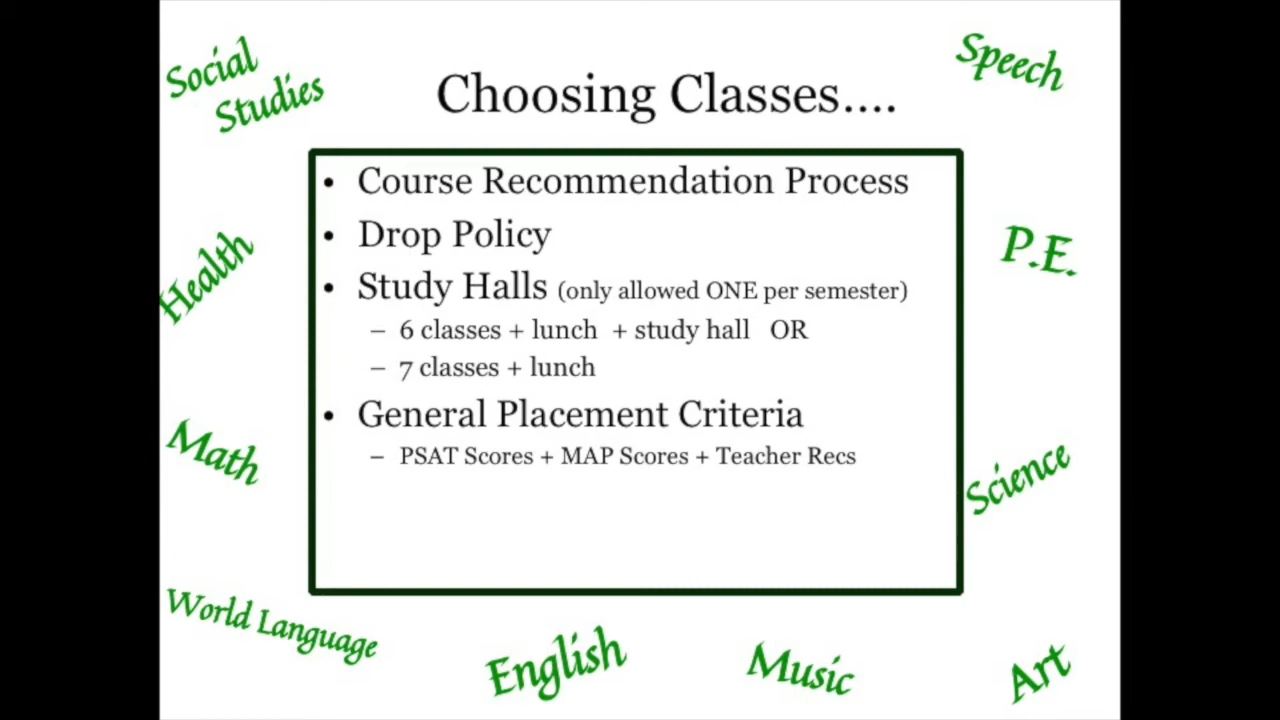 Social
Studies
Speech
Choosing Classes....
• Course Recommendation Process
• Drop Policy
• Study Halls (only allowed ONE per semester)
– 6 classes + lunch + study hall OR
– 7 classes + lunch
• General Placement Criteria
– PSAT Scores + MAP Scores + Teacher Recs
Health
P.E.
Math
Science
World Language
English
Music
Art